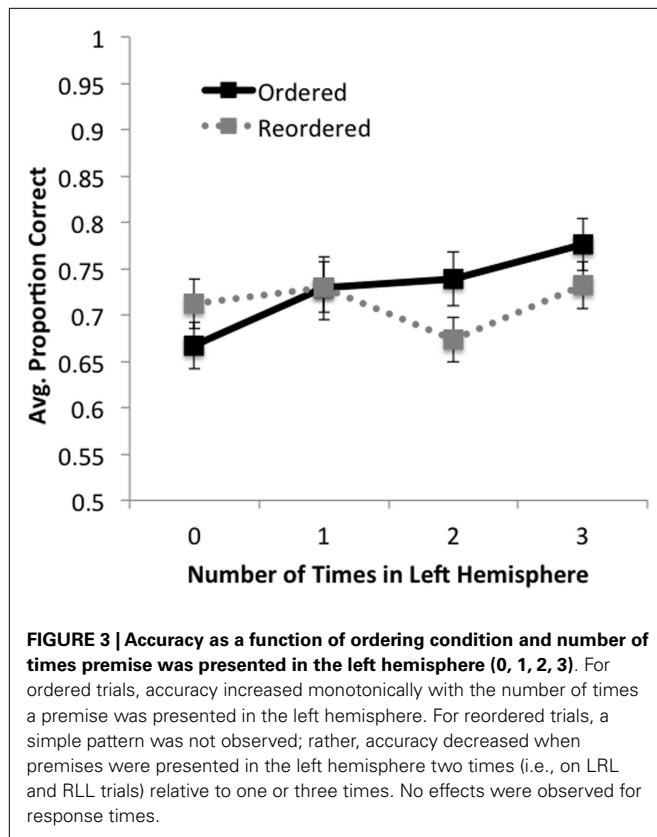 1
0.95
0.9
0.85
0.8
0.75
0.7
0.65
0.6
0.55
0.5
Avg. Proportion Correct
Ordered
Reordered
0 1 2 3
Number of Times in Left Hemisphere
FIGURE 3 | Accuracy as a function of ordering condition and number of
times premise was presented in the left hemisphere (0, 1, 2, 3). For
ordered trials, accuracy increased monotonically with the number of times
a premise was presented in the left hemisphere. For reordered trials, a
simple pattern was not observed; rather, accuracy decreased when
premises were presented in the left hemisphere two times (i.e., on LRL
and RLL trials) relative to one or three times. No effects were observed for
response times.